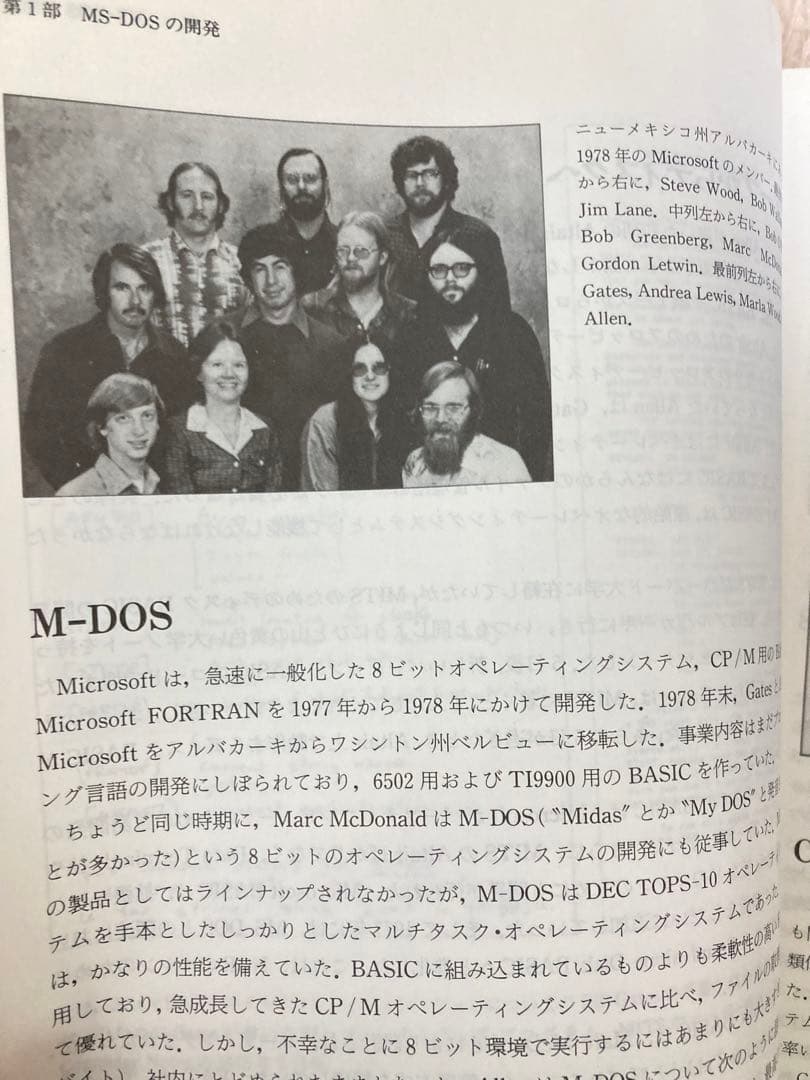 第1部 MS-DOSの開発
ニューメキシコ州アルバカーキに
1978年のMicrosoftのメンバー.
から右に, Steve Wood, Bob
Jim Lane. 中列左から右に, Bob
Bob Greenberg, Marc
Gordon Letwin. 最前列左から右に
Gates, Andrea Lewis, Marla Wood,
Allen.
M-DOS
Microsoftは, 急速に一般化した8ビットオペレーティングシステム, CP/M用の
Microsoft FORTRANを1977年から1978年にかけて開発した. 1978年末, Gatesと
Microsoftをアルバカーキからワシントン州ベルビューに移転した. 事業内容はまだ
ング言語の開発にしぼられており, 6502用およびTI9900用のBASICを作っていた.
ちょうど同じ時期に, Marc McDonaldはM-DOS(“Midas”とか“My DOS”と
とが多かった)という8ビットのオペレーティングシステムの開発にも従事していた.
の製品としてはラインナップされなかったが, M-DOSはDEC TOPS-10オペレーテ
テムを手本としたしっかりとしたマルチタスク・オペレーティングシステムであった
は, かなりの性能を備えていた. BASICに組み込まれているものよりも柔軟性の高い
用しており, 急成長してきたCP/Mオペレーティングシステムに比べ, ファイルの
て優れていた. しかし, 不幸なことに8ビット環境で実行するにはあまりにも大き
も
類
た.
テム
率い